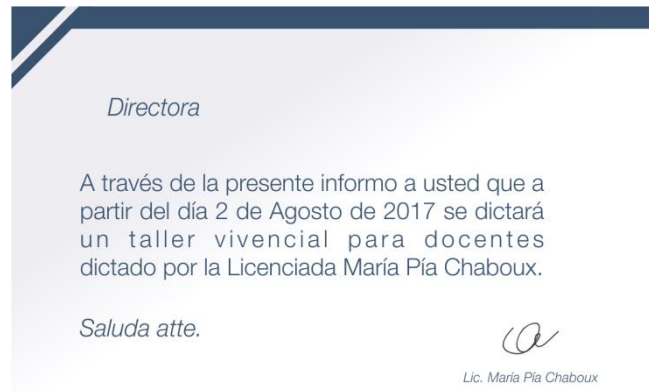 Directora
A través de la presente informo a usted que a
partir del día 2 de Agosto de 2017 se dictará
un taller vivencial para docentes
dictado por la Licenciada María Pía Chaboux.
Saluda atte.
Lic. María Pía Chaboux